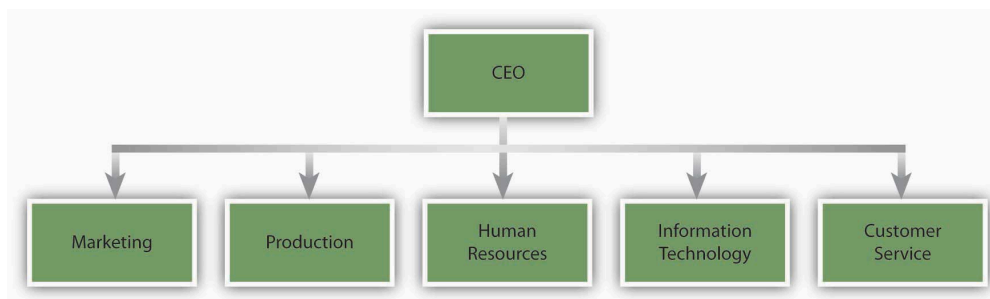 CEO
Marketing
Production
Human
Resources
Information
Technology
Customer
Service